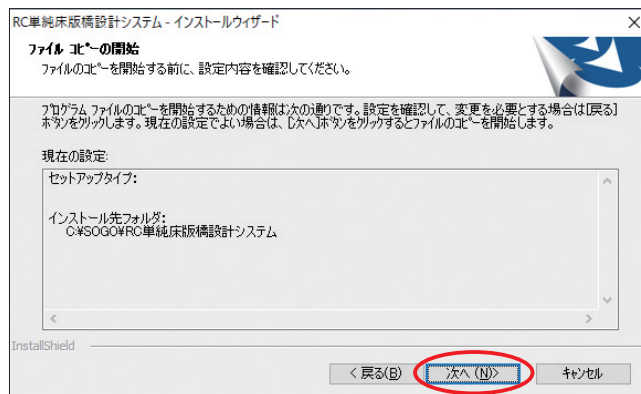 RC単純床版橋設計システム - インストールウィザード
ファイル コピーの開始
ファイルのコピーを開始する前に、設定内容を確認してください。
プログラム ファイルのコピーを開始するための情報は次の通りです。設定を確認して、変更を必要とする場合は[戻る]
ボタンをクリックします。現在の設定でよい場合は、[次へ]ボタンをクリックするとファイルのコピーを開始します。
現在の設定:
セットアップタイプ:
インストール先フォルダ:
C:¥SOGO¥RC単純床版橋設計システム
InstallShield
< 戻る(B)
次へ (N)>
キャンセル